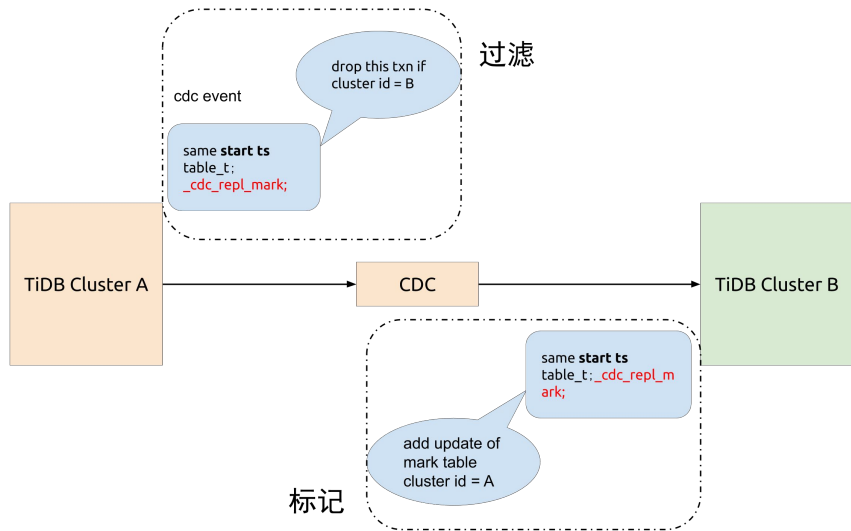 过滤
drop this txn if
cluster id = B
cdc event
same start ts
table_t;
_cdc_repl_mark;
TiDB Cluster A
CDC
TiDB Cluster B
same start ts
table_t;_cdc_repl_m
ark;
add update of
mark table
cluster id = A
标记